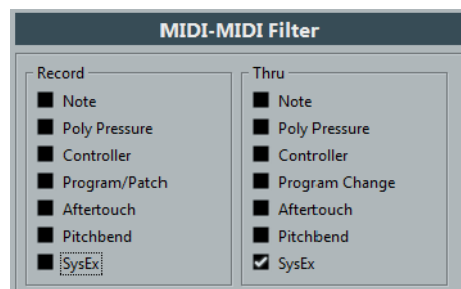 MIDI-MIDI Filter
Record
Note
Poly Pressure
Controller
Program/Patch
Aftertouch
Pitchbend
SysEx
Thru
Note
Poly Pressure
Controller
Program Change
Aftertouch
Pitchbend
SysEx